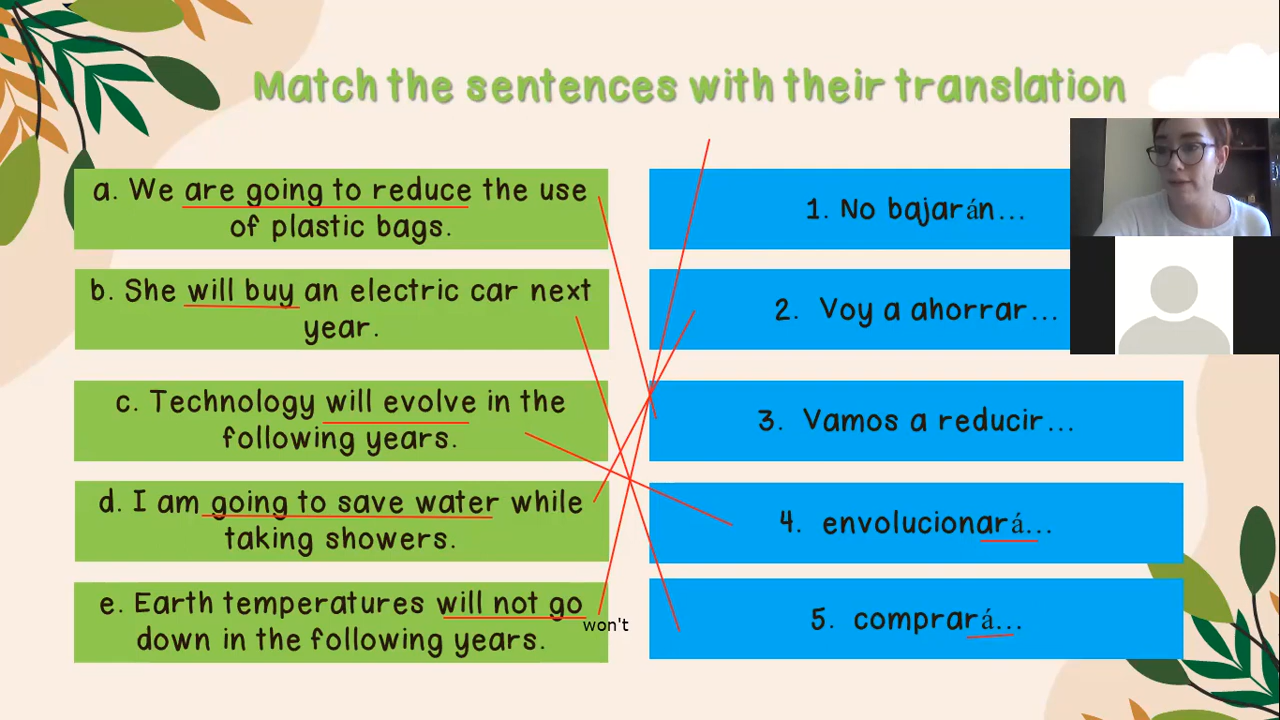 Match the sentences with their translation
a. We are going to reduce the use
of plastic bags.
b. She will buy an electric car next
year.
c. Technology will evolve in the
following years.
d. I am going to save water while
taking showers.
e. Earth temperatures will not go
won't
down in the following years.
1. No bajarán...
2. Voy a ahorrar...
3. Vamos a reducir...
4. envolucionará...
5. comprará...